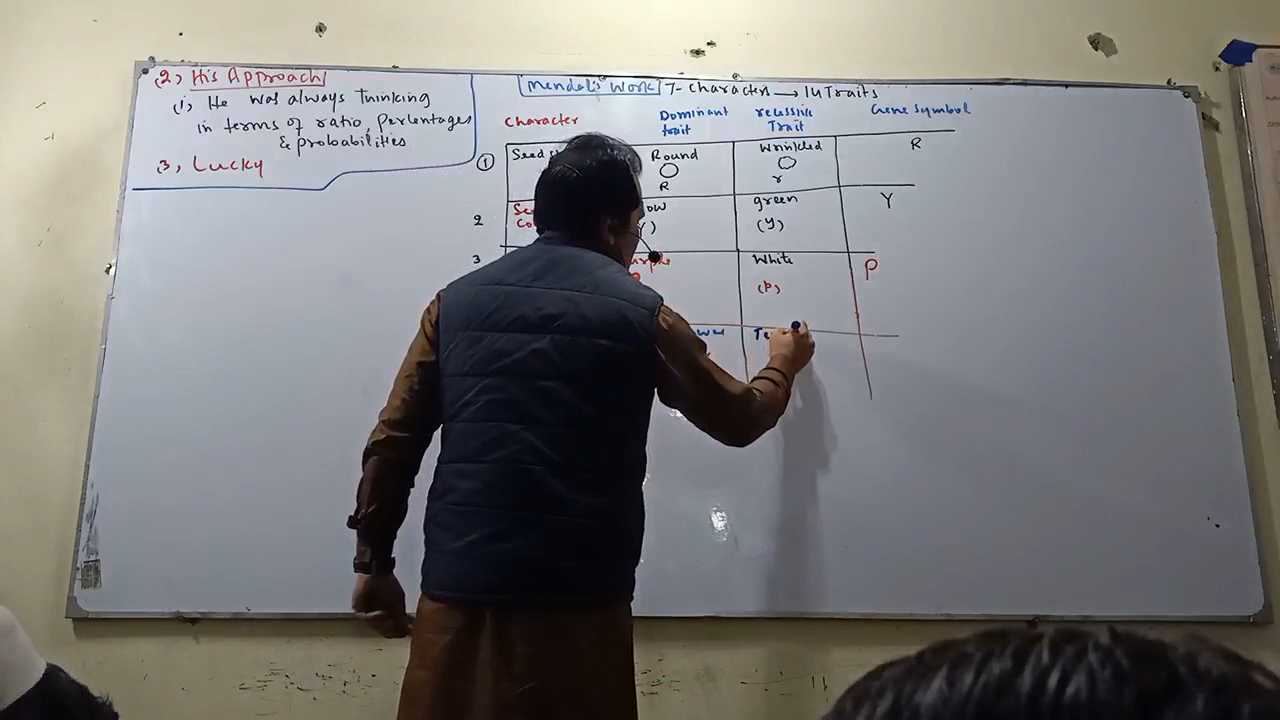 (2) His Approach
(i) He was always Thinking
in terms of ratio, percentages
& probabilities
3, Lucky
Mendel's Work 7- characters → 14 Traits
character
Dominant
trait
recessive
Trait
Gene symbol
① Seed
Round
R
Wrinkled
r
R
2
green
(y)
Y
3
White
(p)
P